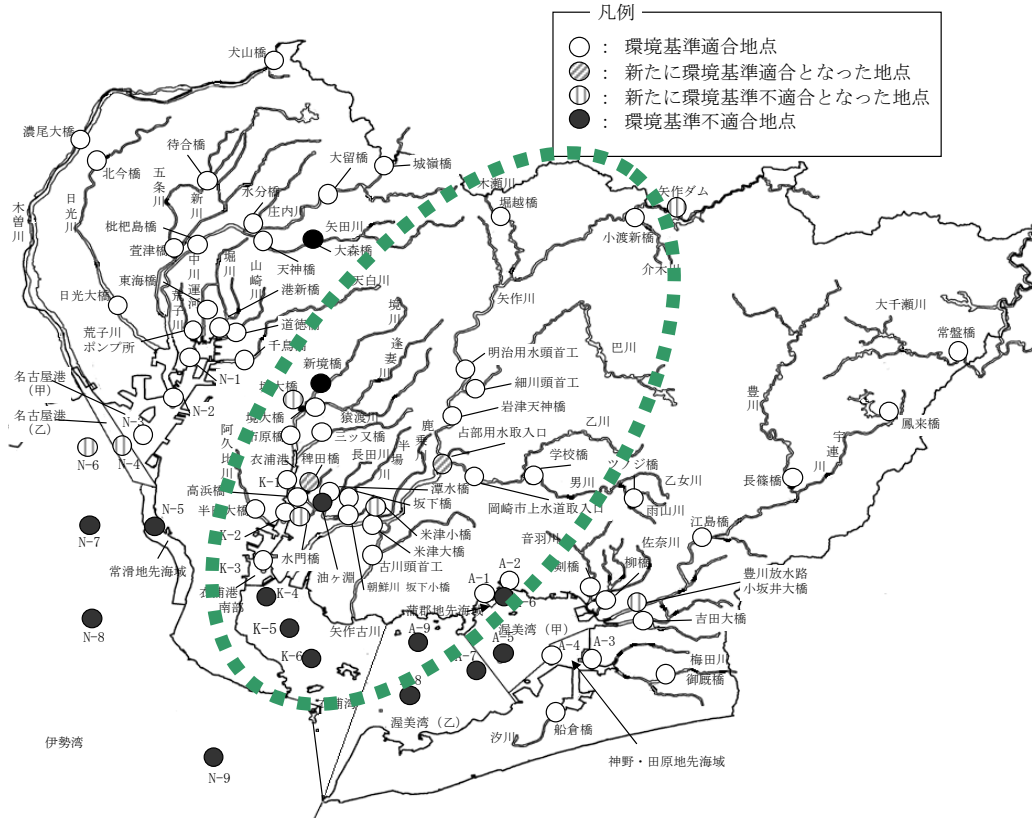 凡例
： 環境基準適合地点
： 新たに環境基準適合となった地点
： 新たに環境基準不適合となった地点
： 環境基準不適合地点
犬山橋
濃尾大橋
北今橋
待合橋
五条川
新川
水分橋
大留橋
城嶺橋
木瀬川
堀越橋
矢作ダム
小渡新橋
介木川
日光川
木曽川
枇杷島橋
庄内川
矢田川
大森橋
萱津橋
天神橋
東海橋
中川運河
堀川
山崎川
天白川
港新橋
日光大橋
荒子川
荒子川
ポンプ所
道徳橋
千鳥橋
境川
逢妻川
新境橋
矢作川
巴川
大千瀬川
常盤橋
名古屋港
（甲）
名古屋港
（乙）
N-1
N-2
N-3
N-4
N-6
明治用水頭首工
細川頭首工
岩津天神橋
境大橋
猿渡川
三ッ又橋
市原橋
阿久比川
衣浦港
K-1
稗田橋
長田川
半場川
鹿乗川
占部用水取入口
乙川
学校橋
男川
ツノジ橋
乙女川
雨山川
豊川
宇連川
鳳来橋
長篠橋
高浜橋
潭水橋
坂下橋
岡崎市上水道取入口
N-5
N-7
常滑地先海域
K-2
水門橋
油ヶ淵
朝鮮川
坂下小橋
米津小橋
米津大橋
古川頭首工
音羽川
江島橋
佐奈川
柳橋
豊川放水路
小坂井大橋
吉田大橋
K-3
衣浦港
南部
K-4
A-1
A-2
蒲郡地先海域
N-8
K-5
K-6
矢作古川
A-9
A-5
渥美湾（甲）
A-4
A-3
梅田川
御厩橋
渥美湾（乙）
汐川
船倉橋
神野・田原地先海域
伊勢湾
N-9